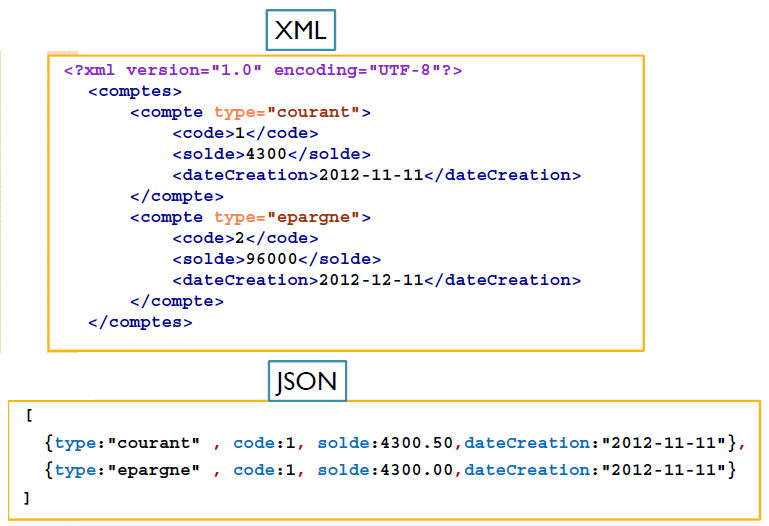 XML
<?xml version="1.0" encoding="UTF-8"?>
<comptes>
<compte type="courant">
<code>1</code>
<solde>4300</solde>
<dateCreation>2012-11-11</dateCreation>
</compte>
<compte type="epargne">
<code>2</code>
<solde>96000</solde>
<dateCreation>2012-12-11</dateCreation>
</compte>
</comptes>
JSON
[
{type:"courant" , code:1, solde:4300.50,dateCreation:"2012-11-11"},
{type:"epargne" , code:1, solde:4300.00,dateCreation:"2012-11-11"}
]